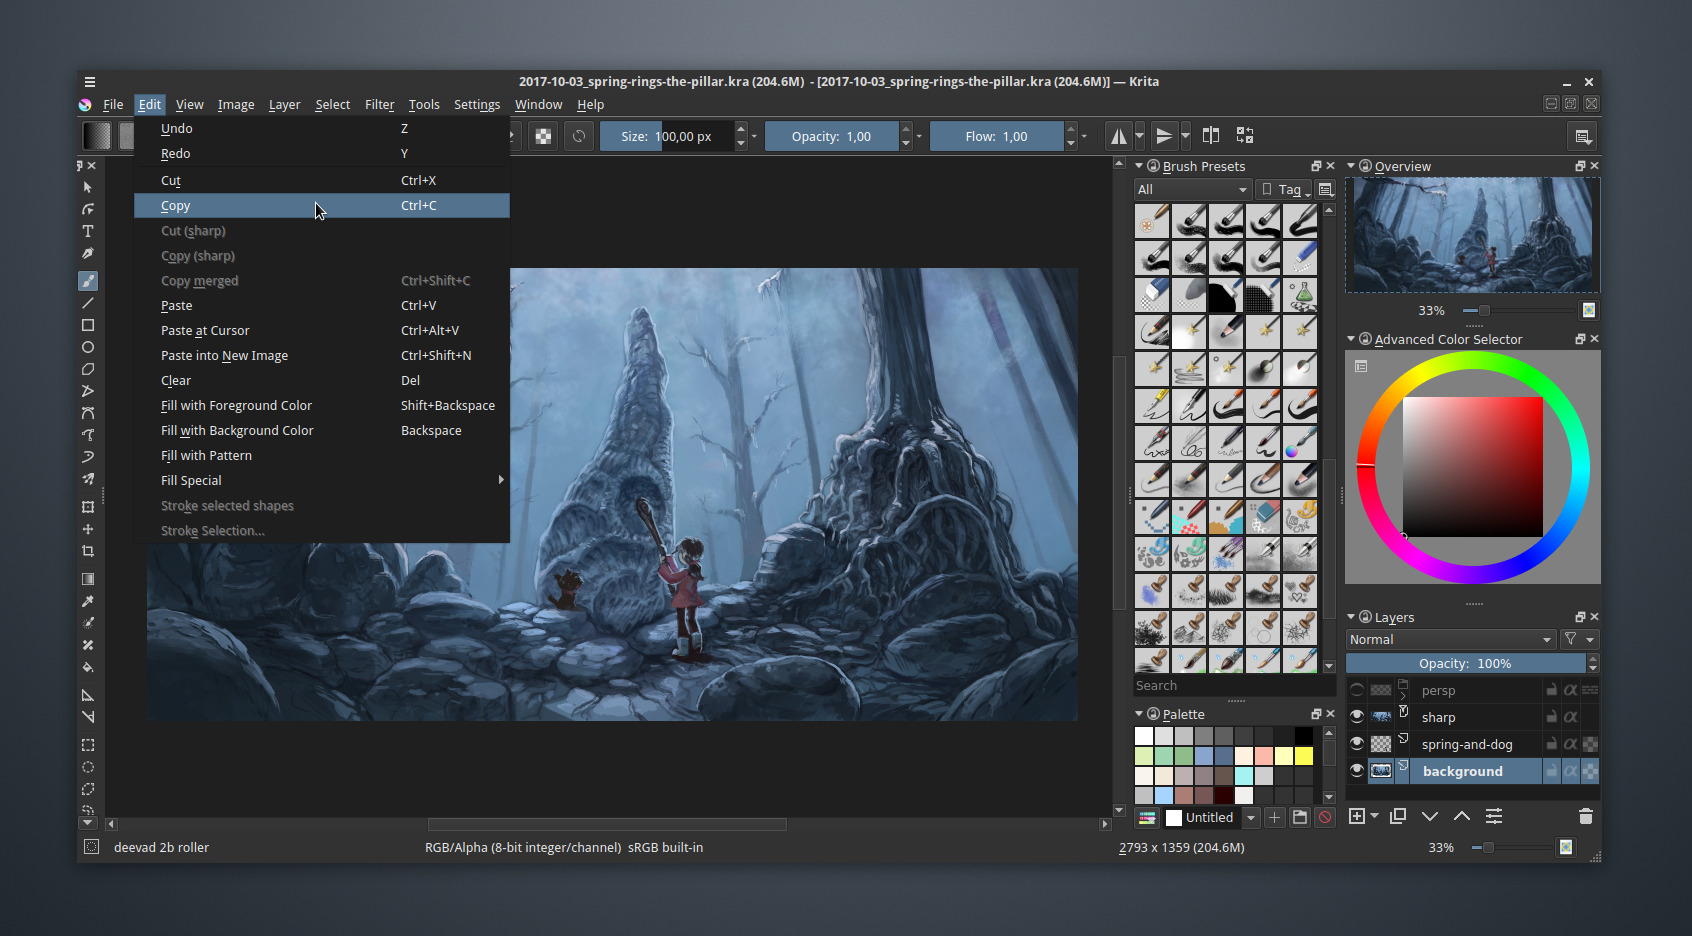 2017-10-03_spring-rings-the-pillar.kra (204.6M)  - [2017-10-03_spring-rings-the-pillar.kra (204.6M)] — Krita
File Edit View Image Layer Select Filter Tools Settings Window Help
Size: 100,00 px Opacity: 1,00 Flow: 1,00
Undo Z
Redo Y
Cut Ctrl+X
Copy Ctrl+C
Cut (sharp)
Copy (sharp)
Copy merged Ctrl+Shift+C
Paste Ctrl+V
Paste at Cursor Ctrl+Alt+V
Paste into New Image Ctrl+Shift+N
Clear Del
Fill with Foreground Color Shift+Backspace
Fill with Background Color Backspace
Fill with Pattern
Fill Special
Stroke selected shapes
Stroke Selection...
Brush Presets
All Tag
Search
Palette
Untitled
Overview
33%
Advanced Color Selector
Layers
Normal
Opacity: 100%
persp
sharp
spring-and-dog
background
deevad 2b roller RGB/Alpha (8-bit integer/channel) sRGB built-in 2793 x 1359 (204.6M) 33%